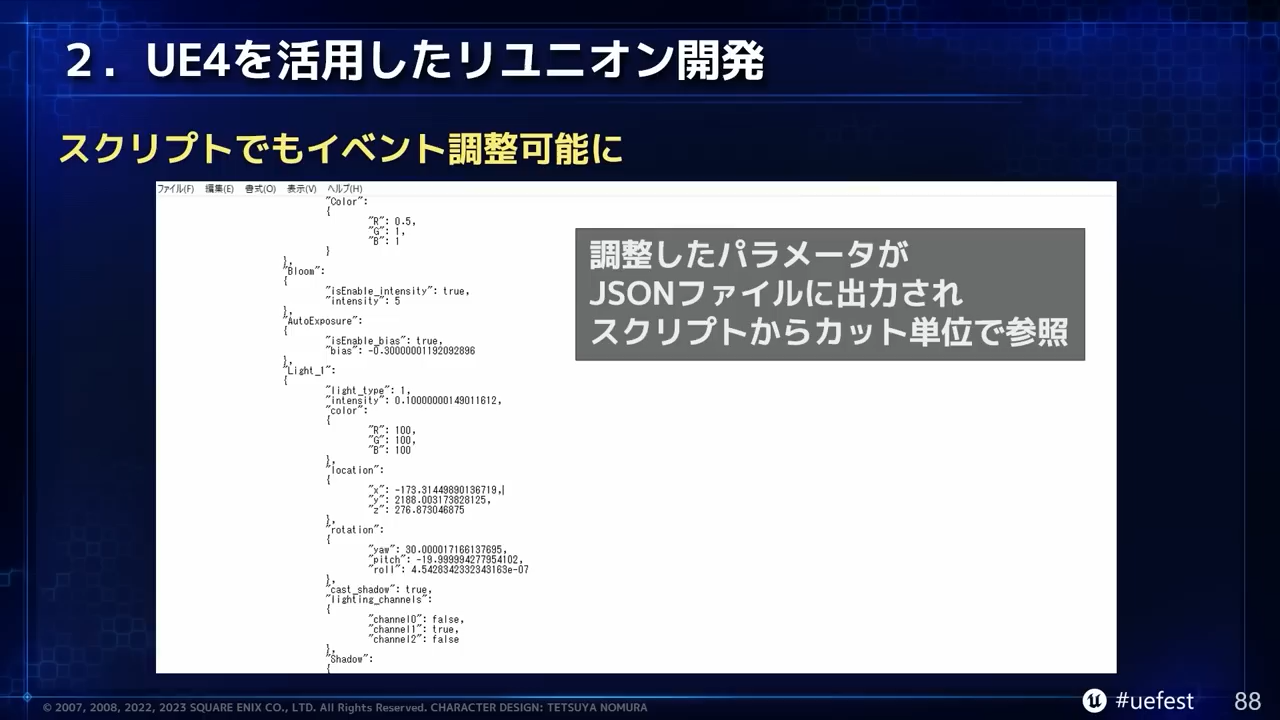 ２．UE4を活用したリユニオン開発
スクリプトでもイベント調整可能に
ファイル(F) 編集(E) 書式(O) 表示(V) ヘルプ(H)
"Color":
{
"R": 0.5,
"G": 1,
"B": 1
}
},
"Bloom":
{
"isEnable_intensity": true,
"intensity": 5
},
"AutoExposure":
{
"isEnable_bias": true,
"bias": -0.30000001192092896
},
"Light_1":
{
"light_type": 1,
"intensity": 0.10000000149011612,
"color":
{
"R": 100,
"G": 100,
"B": 100
},
"location":
{
"x": -173.31449890136719,
"y": 2188.003173828125,
"z": 276.873046875
},
"rotation":
{
"yaw": 30.000017166137695,
"pitch": -19.999994277954102,
"roll": 4.5428342332343163e-07
},
"cast_shadow": true,
"lighting_channels":
{
"channel0": false,
"channel1": true,
"channel2": false
},
"Shadow":
{
調整したパラメータが
JSONファイルに出力され
スクリプトからカット単位で参照
© 2007, 2008, 2022, 2023 SQUARE ENIX CO., LTD. All Rights Reserved. CHARACTER DESIGN: TETSUYA NOMURA
#uefest 88